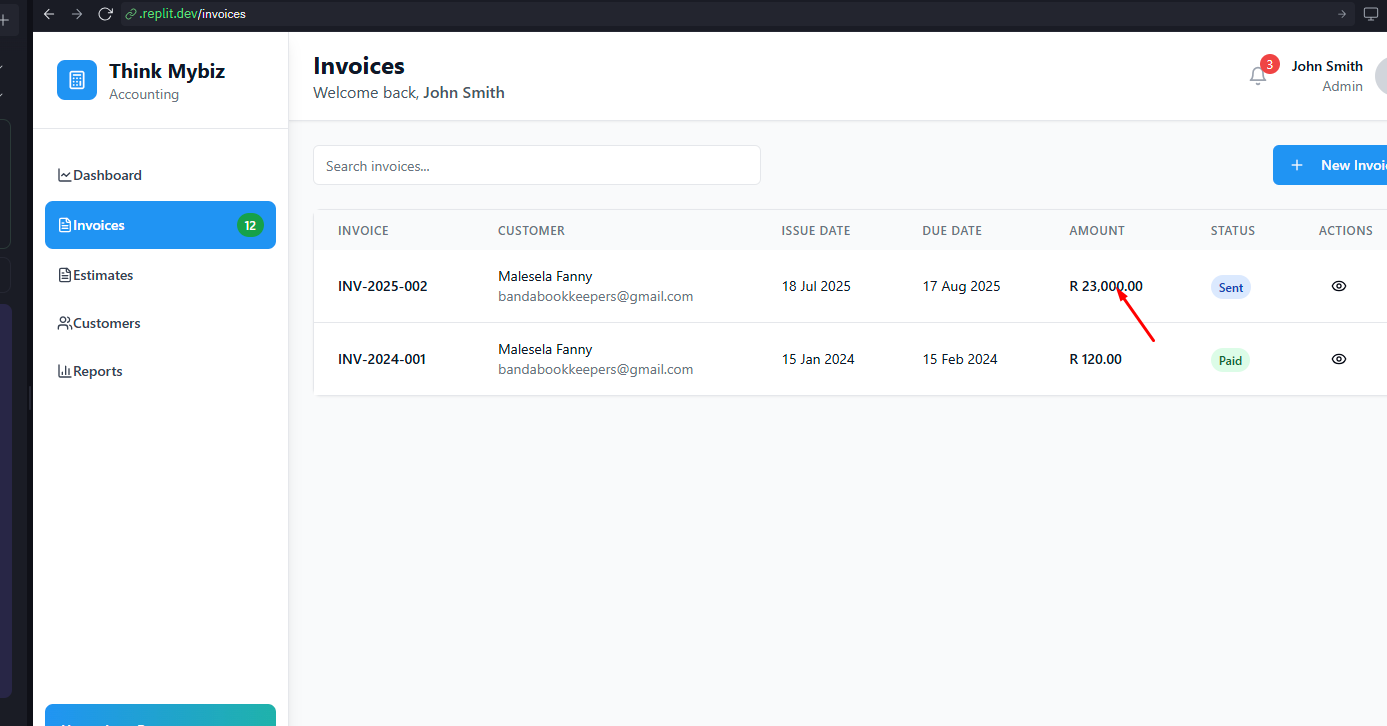 .replit.dev/invoices
Think Mybiz
Accounting
Invoices
Welcome back, John Smith
3
John Smith
Admin
Dashboard
Invoices 12
Estimates
Customers
Reports
Search invoices...
+ New
INVOICE CUSTOMER ISSUE DATE DUE DATE AMOUNT STATUS ACTIONS
INV-2025-002 Malesela Fanny bandabookkeepers@gmail.com 18 Jul 2025 17 Aug 2025 R 23,000.00 Sent
INV-2024-001 Malesela Fanny bandabookkeepers@gmail.com 15 Jan 2024 15 Feb 2024 R 120.00 Paid